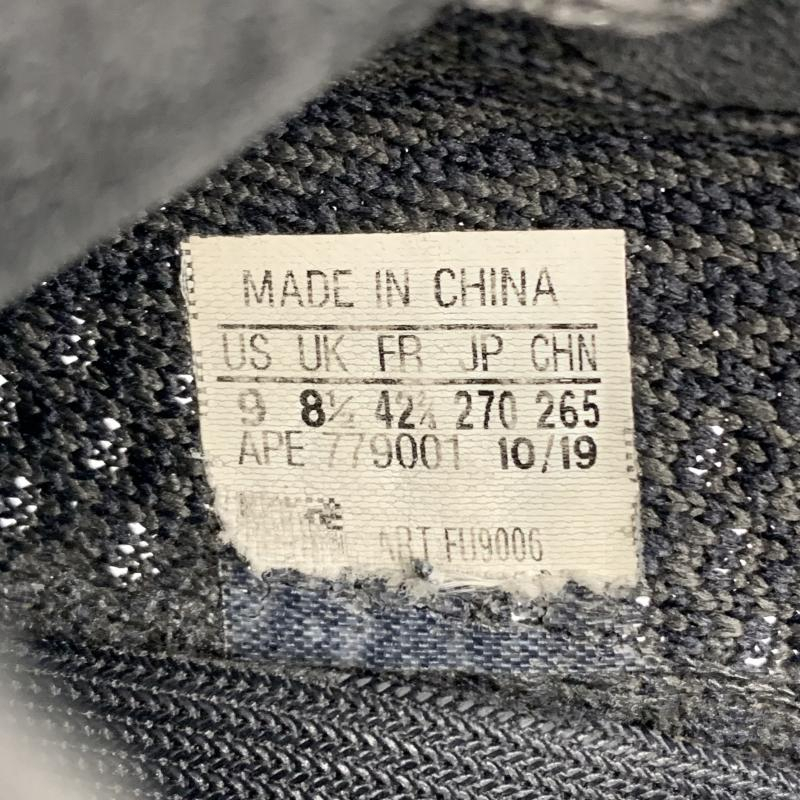 MADE IN CHINA
US UK FR JP CHN
9 8½ 42⅔ 270 265
APE 779001 10/19
ART FU9006